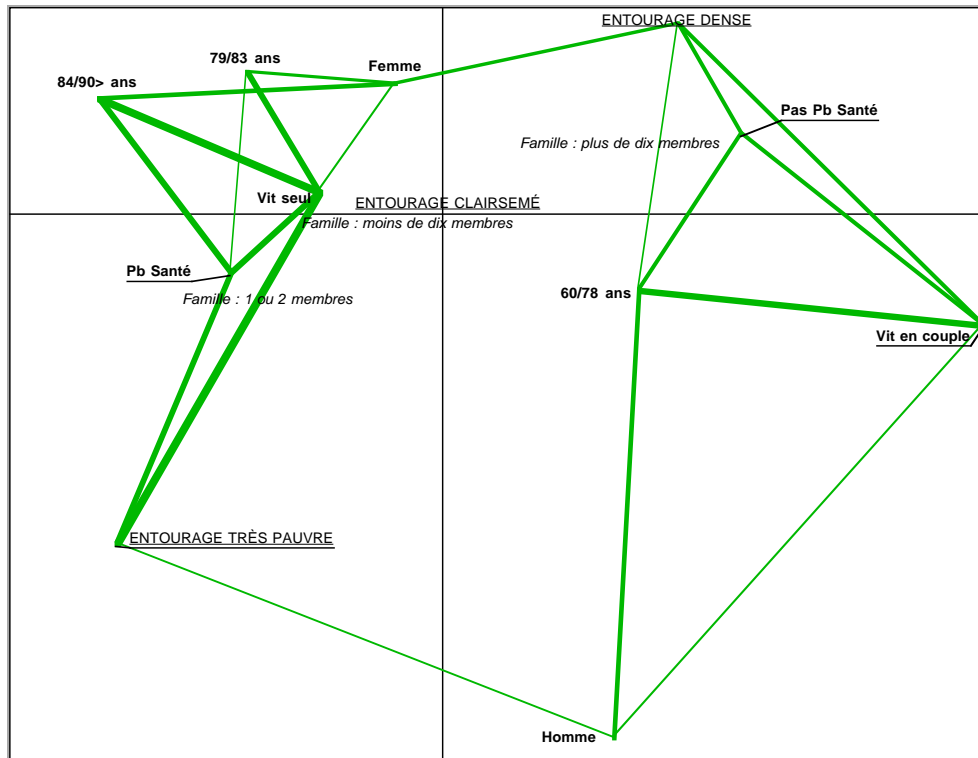 ENTOURAGE DENSE
79/83 ans
Femme
84/90> ans
Pas Pb Santé
Famille : plus de dix membres
Vit seul
ENTOURAGE CLAIRSEMÉ
Famille : moins de dix membres
Pb Santé
Famille : 1 ou 2 membres
60/78 ans
Vit en couple
ENTOURAGE TRÈS PAUVRE
Homme